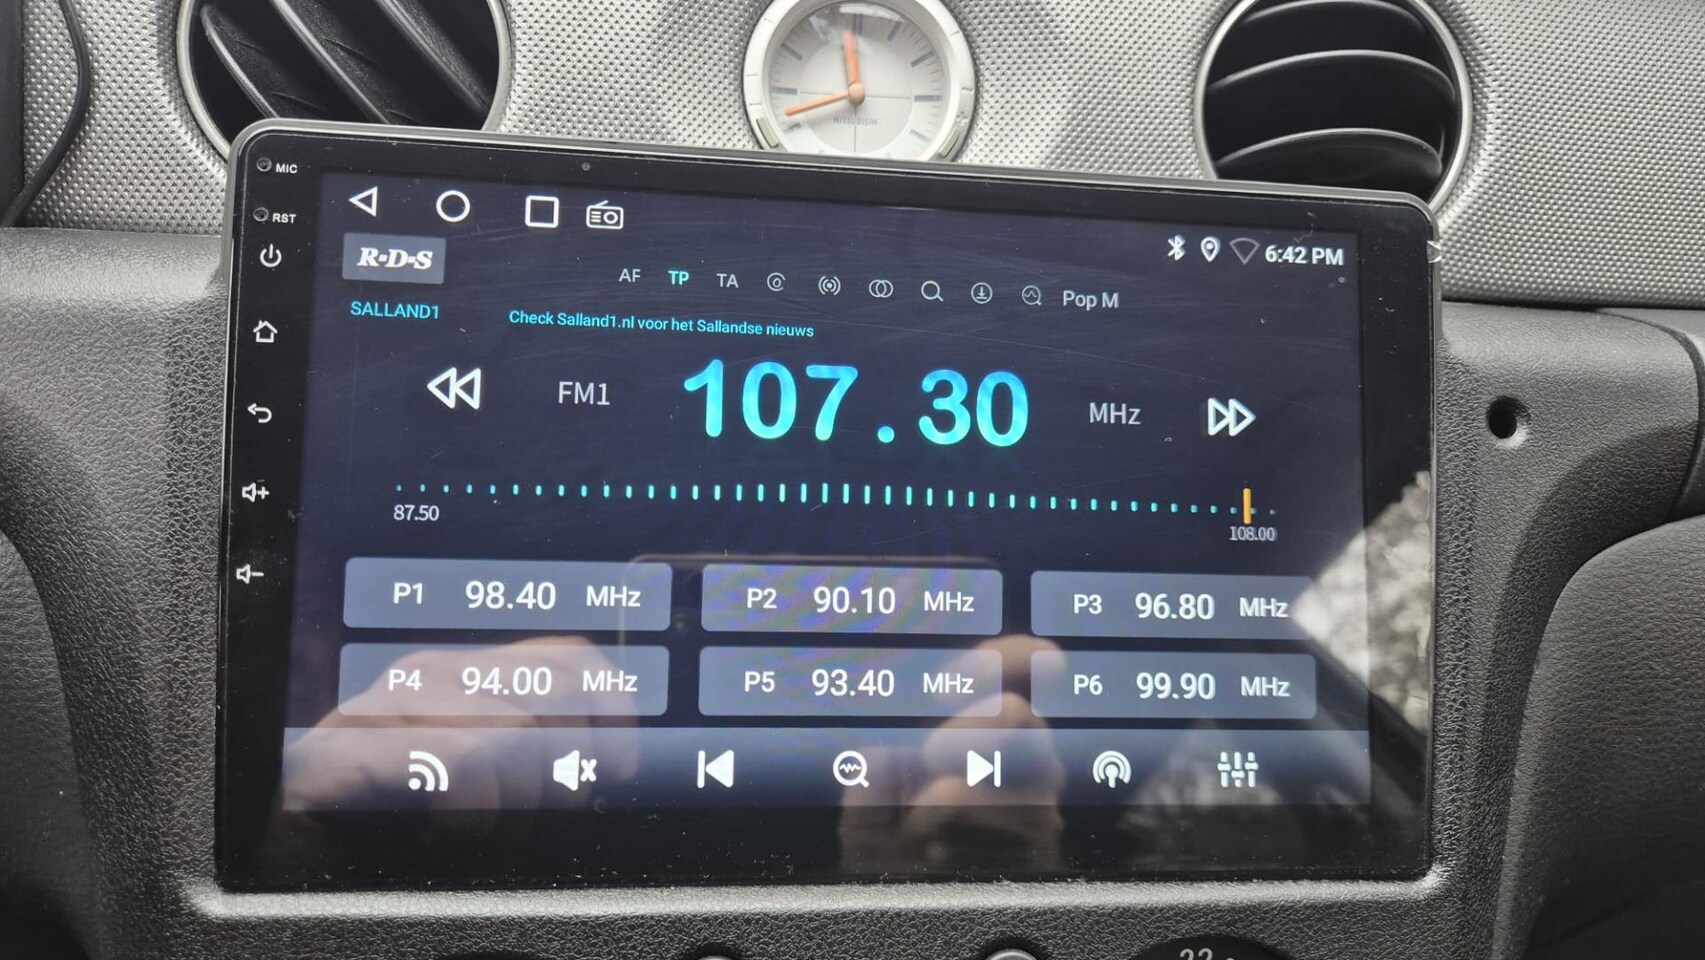 MITSUBISHI
MIC
RST
6:42 PM
R·D·S
AF TP TA Pop M
SALLAND1
Check Salland1.nl voor het Sallandse nieuws
FM1 107.30 MHz
87.50
108.00
P1 98.40 MHz
P2 90.10 MHz
P3 96.80 MHz
P4 94.00 MHz
P5 93.40 MHz
P6 99.90 MHz
22